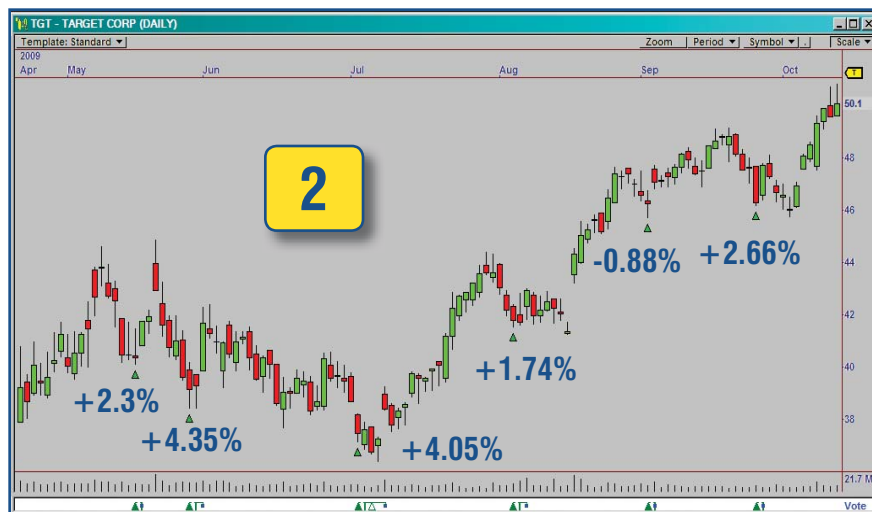 TGT - TARGET CORP (DAILY)
Template: Standard Zoom Period Symbol . Scale
2009
Apr May Jun Jul Aug Sep Oct
T
50.1
48
46
44
42
40
38
2
-0.88% +2.66%
+1.74%
+2.3%
+4.35% +4.05%
21.7 M
Vote